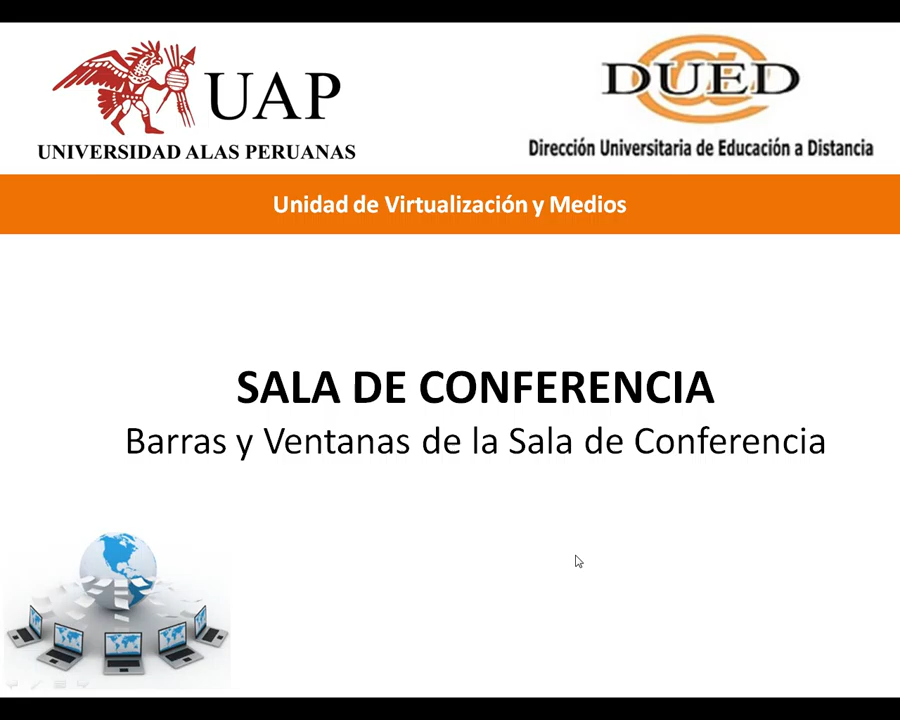 UAP
UNIVERSIDAD ALAS PERUANAS
DUED
Dirección Universitaria de Educación a Distancia
Unidad de Virtualización y Medios
SALA DE CONFERENCIA
Barras y Ventanas de la Sala de Conferencia